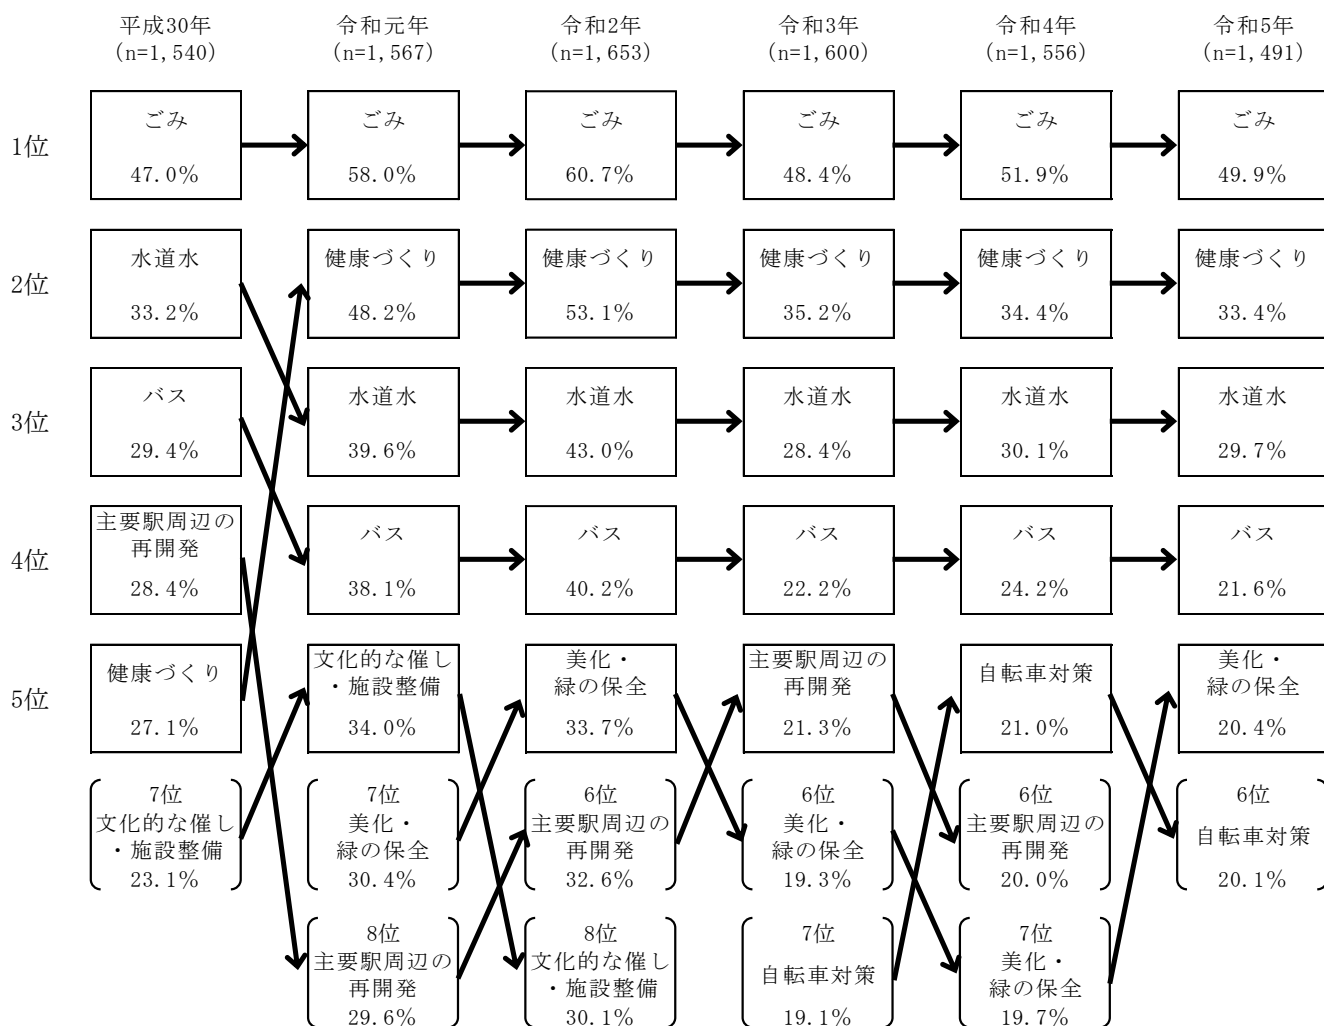 平成30年
(n=1,540)
令和元年
(n=1,567)
令和2年
(n=1,653)
令和3年
(n=1,600)
令和4年
(n=1,556)
令和5年
(n=1,491)
1位
ごみ
47.0%
ごみ
58.0%
ごみ
60.7%
ごみ
48.4%
ごみ
51.9%
ごみ
49.9%
2位
水道水
33.2%
健康づくり
48.2%
健康づくり
53.1%
健康づくり
35.2%
健康づくり
34.4%
健康づくり
33.4%
3位
バス
29.4%
水道水
39.6%
水道水
43.0%
水道水
28.4%
水道水
30.1%
水道水
29.7%
4位
主要駅周辺の
再開発
28.4%
バス
38.1%
バス
40.2%
バス
22.2%
バス
24.2%
バス
21.6%
5位
健康づくり
27.1%
文化的な催し
・施設整備
34.0%
美化・
緑の保全
33.7%
主要駅周辺の
再開発
21.3%
自転車対策
21.0%
美化・
緑の保全
20.4%
7位
文化的な催し
・施設整備
23.1%
7位
美化・
緑の保全
30.4%
6位
主要駅周辺の
再開発
32.6%
6位
美化・
緑の保全
19.3%
6位
主要駅周辺の
再開発
20.0%
6位
自転車対策
20.1%
8位
主要駅周辺の
再開発
29.6%
8位
文化的な催し
・施設整備
30.1%
7位
自転車対策
19.1%
7位
美化・
緑の保全
19.7%